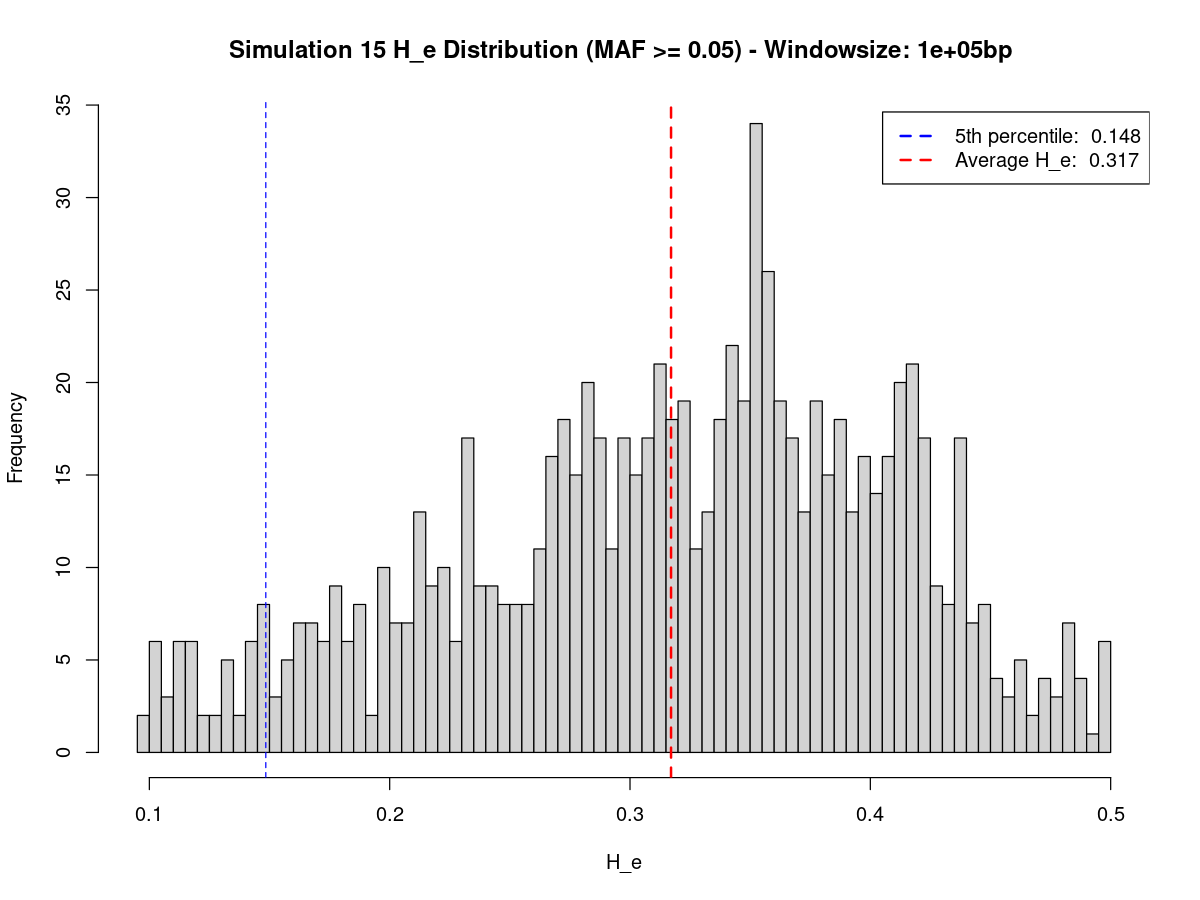 Simulation 15 H_e Distribution (MAF >= 0.05) - Windowsize: 1e+05bp
5th percentile: 0.148
Average H_e: 0.317
Frequency
35
30
25
20
15
10
5
0
0.1 0.2 0.3 0.4 0.5
H_e